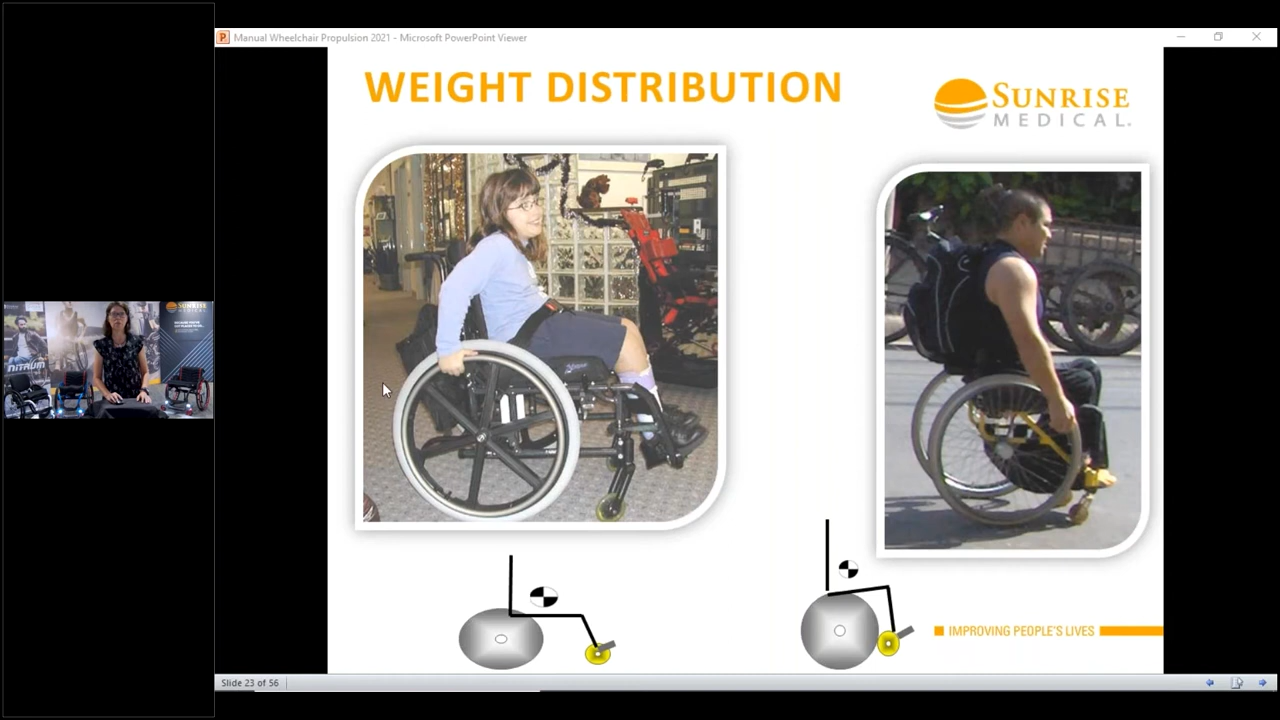 Manual Wheelchair Propulsion 2021 - Microsoft PowerPoint Viewer
WEIGHT DISTRIBUTION
SUNRISE
MEDICAL.
NITRUM
IMPROVING PEOPLE'S LIVES
Slide 23 of 56